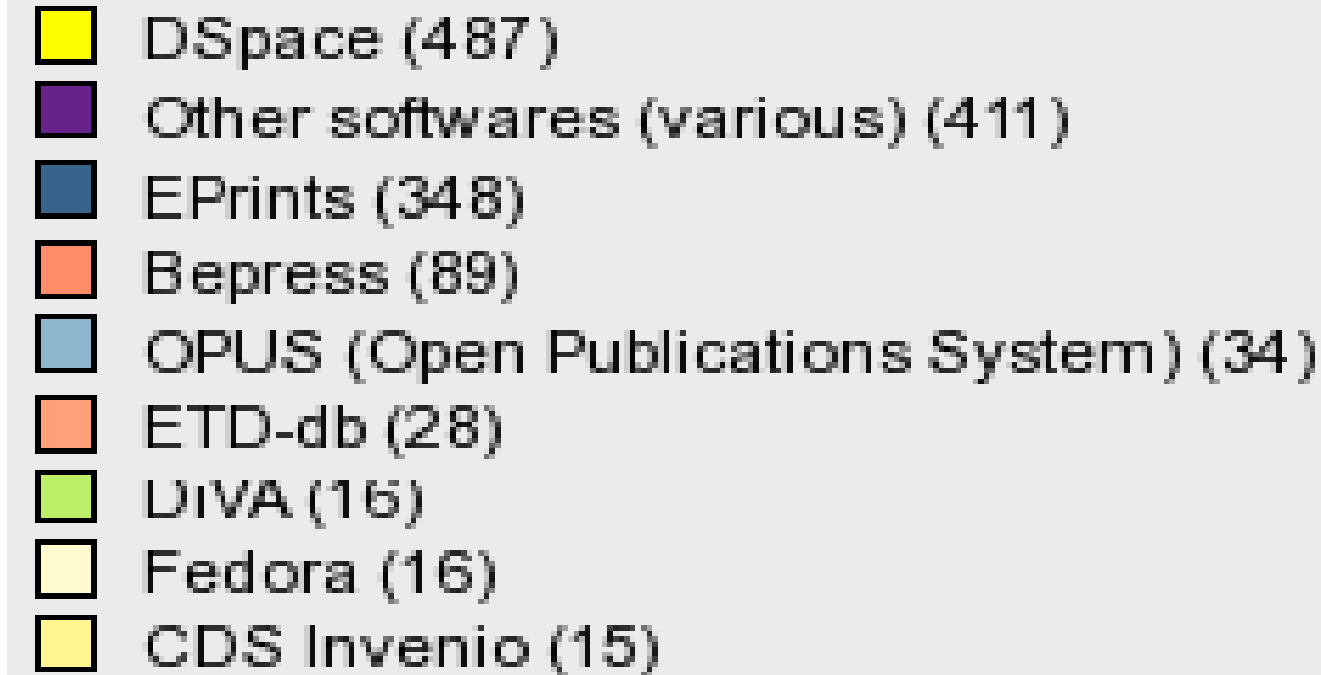 DSpace (487)
Other softwares (various) (411)
EPrints (348)
Bepress (89)
OPUS (Open Publications System) (34)
ETD-db (28)
DiVA (16)
Fedora (16)
CDS Invenio (15)